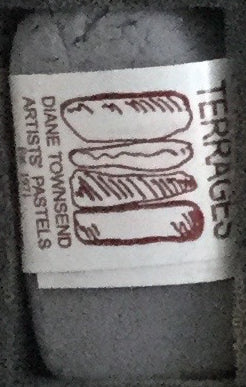 TERRAGES
DIANE TOWNSEND
ARTISTS' PASTELS